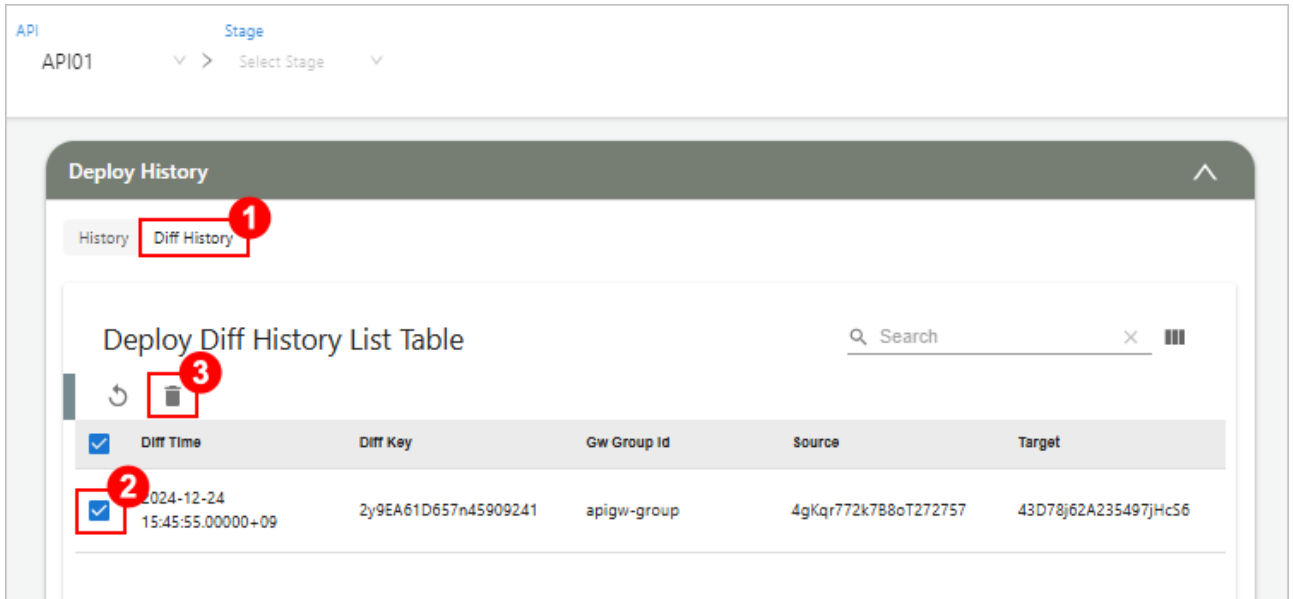 API Stage
API01 > Select Stage
Deploy History
1
History Diff History
Deploy Diff History List Table Search
3
Diff Time Diff Key Gw Group Id Source Target
2
2024-12-24
15:45:55.00000+09 2y9EA61D657n45909241 apigw-group 4gKqr772k7B8oT272757 43D78j62A235497jHcS6